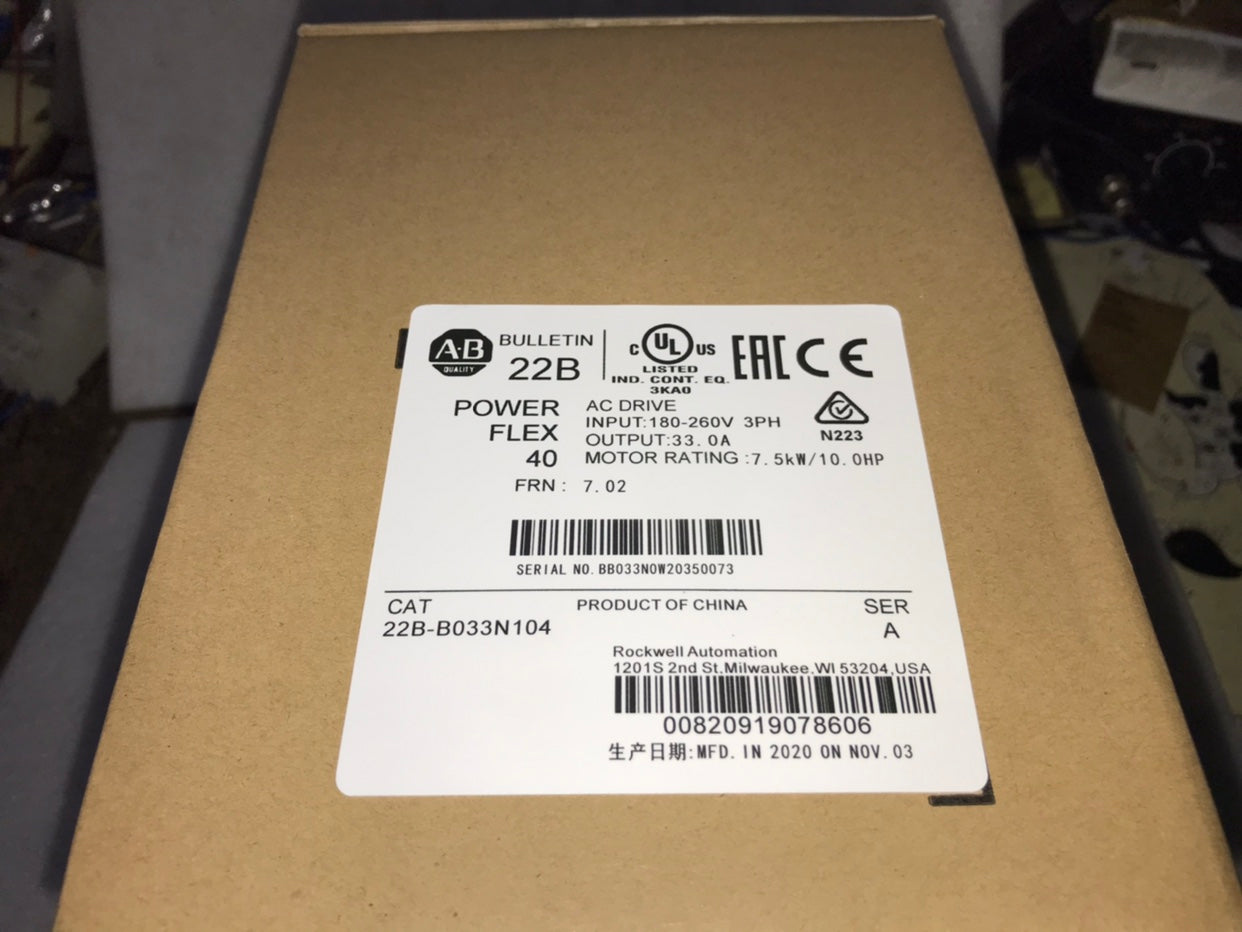 A-B
QUALITY
BULLETIN
22B
C UL US
LISTED
IND. CONT. EQ.
3KA0
EAC CE
POWER
FLEX
40
AC DRIVE
INPUT:180-260V 3PH
OUTPUT:33.0A
MOTOR RATING :7.5kW/10.0HP
N223
FRN : 7.02
SERIAL NO. BB033N0W20350073
CAT
22B-B033N104
PRODUCT OF CHINA
SER
A
Rockwell Automation
1201S 2nd St,Milwaukee,WI 53204,USA
00820919078606
生产日期:MFD. IN 2020 ON NOV. 03